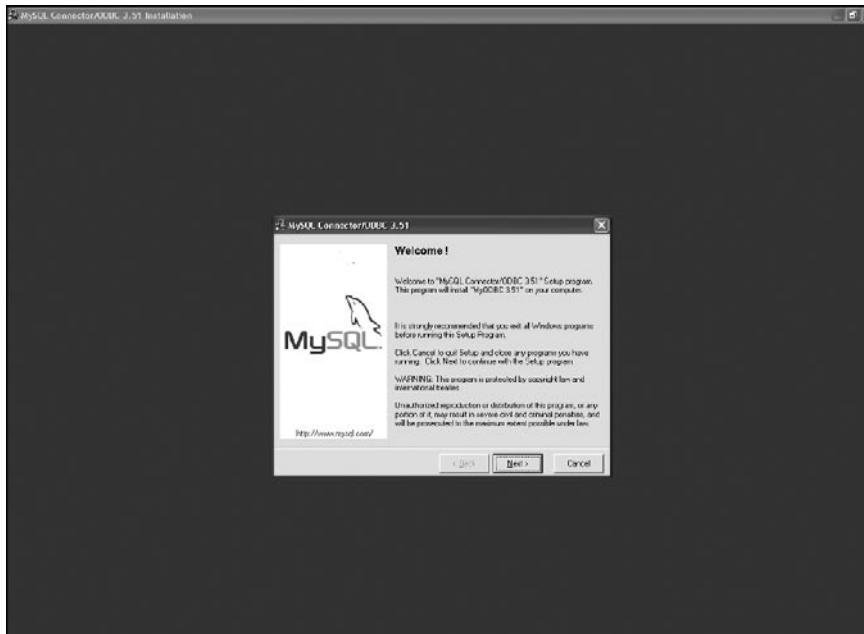 MySQL Connector/ODBC 3.51 Installation
MySQL Connector/ODBC 3.51
Welcome !
Welcome to "MySQL Connector/ODBC 3.51" Setup program.
This program will install "MyODBC 3.51" on your computer.
It is strongly recommended that you exit all Windows programs
before running this Setup Program.
Click Cancel to quit Setup and close any programs you have
running. Click Next to continue with the Setup program.
WARNING: This program is protected by copyright law and
international treaties.
Unauthorized reproduction or distribution of this program, or any
portion of it, may result in severe civil and criminal penalties, and
will be prosecuted to the maximum extent possible under law.
MySQL
http://www.mysql.com/
< Back
Next >
Cancel